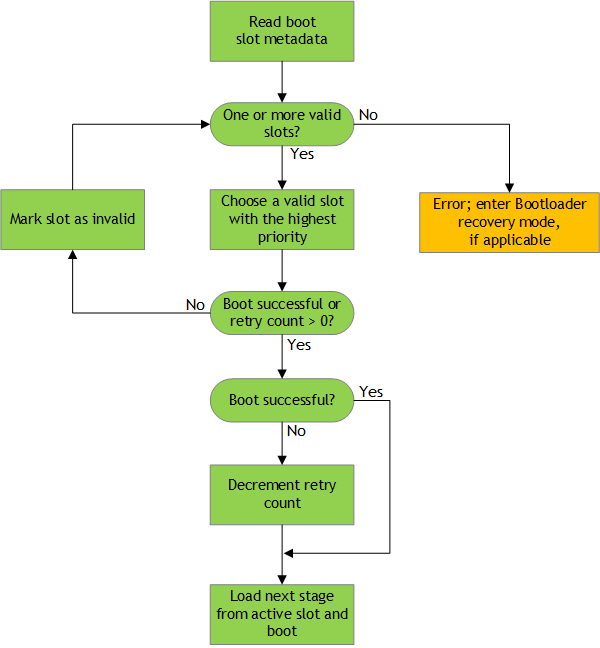 Read boot
slot metadata
One or more valid
slots?
No
Yes
Mark slot as invalid
Choose a valid slot
with the highest
priority
Error; enter Bootloader
recovery mode,
if applicable
No
Boot successful or
retry count > 0?
Yes
Boot successful?
Yes
No
Decrement retry
count
Load next stage
from active slot and
boot